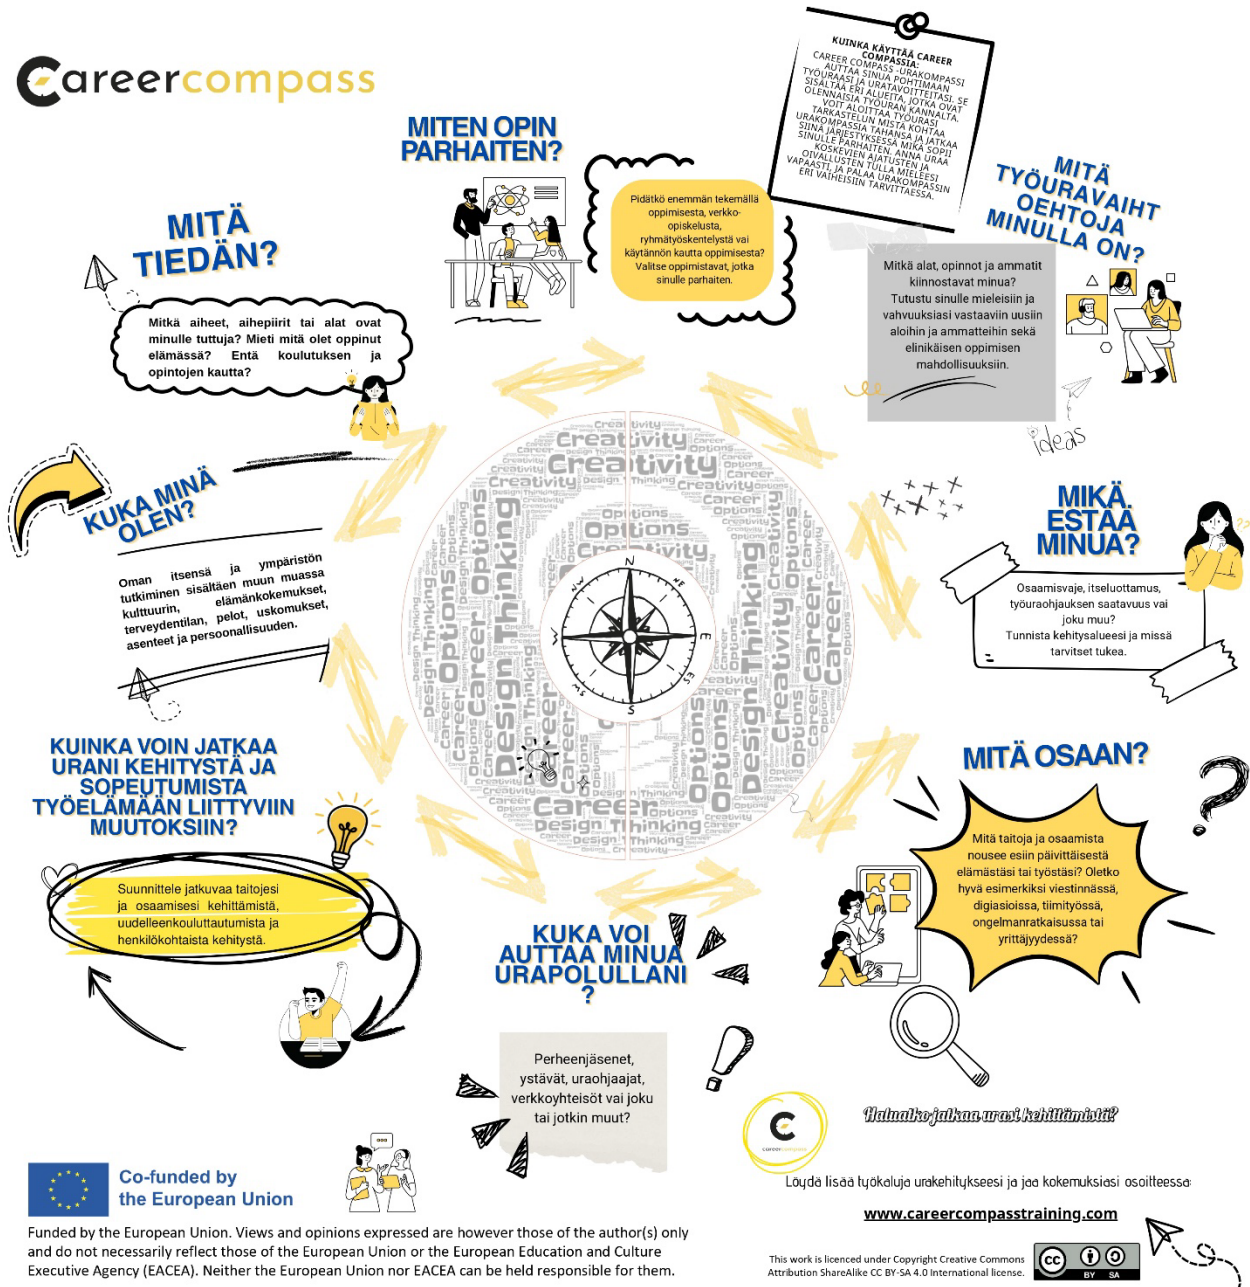 Careercompass
KUINKA KÄYTTÄÄ CAREER
COMPASSIA:
CAREER COMPASS -URAKOMPASSI
AUTTAA SINUA POHTIMAAN
TYÖURAASI JA URATAVOITTEITASI. SE
SISÄLTÄÄ ERI ALUEITA, JOTKA OVAT
OLENNAISIA TYÖURAN KANNALTA.
VOIT ALOITTAA TYÖURASI
TARKASTELUN MISTÄ KOHTAA
URAKOMPASSIA TAHANSA JA JATKAA
SIINÄ JÄRJESTYKSESSÄ MIKÄ SOPII
SINULLE PARHAITEN. ANNA URAA
KOSKEVIEN AJATUSTEN JA
OIVALLUSTEN TULLA MIELEESI
VAPAASTI, JA PALAA URAKOMPASSIN
ERI VAIHEISIIN TARVITTAESSA.
MITEN OPIN
PARHAITEN?
Pidätkö enemmän tekemällä
oppimisesta, verkko-
opiskelusta,
ryhmätyöskentelystä vai
käytännön kautta oppimisesta?
Valitse oppimistavat, jotka
sinulle parhaiten.
MITÄ
TYÖURAVAIHT
OEHTOJA
MINULLA ON?
Mitkä alat, opinnot ja ammatit
kiinnostavat minua?
Tutustu sinulle mieleisiin ja
vahvuuksiasi vastaaviin uusiin
aloihin ja ammatteihin sekä
elinikäisen oppimisen
mahdollisuuksiin.
ideas
MITÄ
TIEDÄN?
Mitkä aiheet, aihepiirit tai alat ovat
minulle tuttuja? Mieti mitä olet oppinut
elämässä? Entä koulutuksen ja
opintojen kautta?
KUKA MINÄ
OLEN?
Oman itsensä ja ympäristön
tutkiminen sisältäen muun muassa
kulttuurin, elämänkokemukset,
terveydentilan, pelot, uskomukset,
asenteet ja persoonallisuuden.
Creativity
Career
Options
Design Thinking
N
NE
E
ES
S
SW
W
NW
MIKÄ
ESTÄÄ
MINUA?
??
Osaamisvaje, itseluottamus,
työuraohjauksen saatavuus vai
joku muu?
Tunnista kehitysalueesi ja missä
tarvitset tukea.
KUINKA VOIN JATKAA
URANI KEHITYSTÄ JA
SOPEUTUMISTA
TYÖELÄMÄÄN LIITTYVIIN
MUUTOKSIIN?
Suunnittele jatkuvaa taitojesi
ja osaamisesi kehittämistä,
uudelleenkouluttautumista ja
henkilökohtaista kehitystä.
MITÄ OSAAN?
?
Mitä taitoja ja osaamista
nousee esiin päivittäisestä
elämästäsi tai työstäsi? Oletko
hyvä esimerkiksi viestinnässä,
digiasioissa, tiimityössä,
ongelmanratkaisussa tai
yrittäjyydessä?
KUKA VOI
AUTTAA MINUA
URAPOLULLANI
?
!
Perheenjäsenet,
ystävät, uraohjaajat,
verkkoyhteisöt vai joku
tai jotkin muut?
careercompass
Haluatko jatkaa urasi kehittämistä?
Löydä lisää työkaluja urakehitykseesi ja jaa kokemuksiasi osoitteessa:
www.careercompasstraining.com
Co-funded by
the European Union
Funded by the European Union. Views and opinions expressed are however those of the author(s) only
and do not necessarily reflect those of the European Union or the European Education and Culture
Executive Agency (EACEA). Neither the European Union nor EACEA can be held responsible for them.
This work is licenced under Copyright Creative Commons
Attribution ShareAlike CC BY-SA 4.0 International license.
cc
BY SA